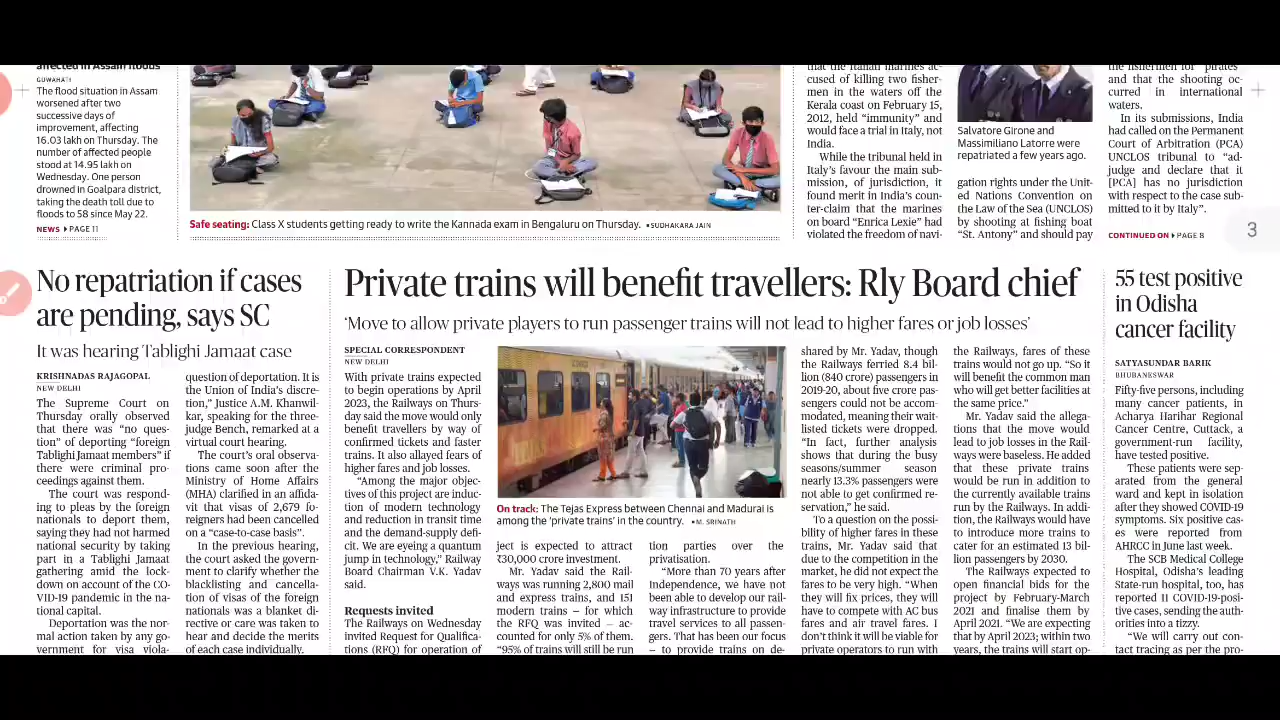 affected in Assam floods
GUWAHATI
The flood situation in Assam
worsened after two
successive days of
improvement, affecting
16.03 lakh on Thursday. The
number of affected people
stood at 14.95 lakh on
Wednesday. One person
drowned in Goalpara district,
taking the death toll due to
floods to 58 since May 22.
NEWS ▸ PAGE 11
Safe seating: Class X students getting ready to write the Kannada exam in Bengaluru on Thursday. • SUDHAKARA JAIN
that the Italian marines ac-
cused of killing two fisher-
men in the waters off the
Kerala coast on February 15,
2012, held “immunity” and
would face a trial in Italy, not
India.
While the tribunal held in
Italy’s favour the main sub-
mission, of jurisdiction, it
found merit in India’s coun-
ter-claim that the marines
on board “Enrica Lexie” had
violated the freedom of navi-
Salvatore Girone and
Massimiliano Latorre were
repatriated a few years ago.
gation rights under the Unit-
ed Nations Convention on
the Law of the Sea (UNCLOS)
by shooting at fishing boat
“St. Antony” and should pay
the fishermen for “pirates”
and that the shooting oc-
curred in international
waters.
In its submissions, India
had called on the Permanent
Court of Arbitration (PCA)
UNCLOS tribunal to “ad-
judge and declare that it
[PCA] has no jurisdiction
with respect to the case sub-
mitted to it by Italy”.
CONTINUED ON ▸ PAGE 8
3
No repatriation if cases
are pending, says SC
It was hearing Tablighi Jamaat case
KRISHNADAS RAJAGOPAL
NEW DELHI
The Supreme Court on
Thursday orally observed
that there was “no ques-
tion” of deporting “foreign
Tablighi Jamaat members” if
there were criminal pro-
ceedings against them.
The court was respond-
ing to pleas by the foreign
nationals to deport them,
saying they had not harmed
national security by taking
part in a Tablighi Jamaat
gathering amid the lock-
down on account of the CO-
VID-19 pandemic in the na-
tional capital.
Deportation was the nor-
mal action taken by any go-
vernment for visa viola-
question of deportation. It is
the Union of India’s discre-
tion,” Justice A.M. Khanwil-
kar, speaking for the three-
judge Bench, remarked at a
virtual court hearing.
The court’s oral observa-
tions came soon after the
Ministry of Home Affairs
(MHA) clarified in an affida-
vit that visas of 2,679 fo-
reigners had been cancelled
on a “case-to-case basis”.
In the previous hearing,
the court asked the govern-
ment to clarify whether the
blacklisting and cancella-
tion of visas of the foreign
nationals was a blanket di-
rective or care was taken to
hear and decide the merits
of each case individually.
Private trains will benefit travellers: Rly Board chief
‘Move to allow private players to run passenger trains will not lead to higher fares or job losses’
SPECIAL CORRESPONDENT
NEW DELHI
With private trains expected
to begin operations by April
2023, the Railways on Thurs-
day said the move would only
benefit travellers by way of
confirmed tickets and faster
trains. It also allayed fears of
higher fares and job losses.
“Among the major objec-
tives of this project are induc-
tion of modern technology
and reduction in transit time
and the demand-supply defi-
cit. We are eyeing a quantum
jump in technology,” Railway
Board Chairman V.K. Yadav
said.
Requests invited
The Railways on Wednesday
invited Request for Qualifica-
tions (RFQ) for operation of
On track: The Tejas Express between Chennai and Madurai is
among the ‘private trains’ in the country. • M. SRINATH
ject is expected to attract
₹30,000 crore investment.
Mr. Yadav said the Rail-
ways was running 2,800 mail
and express trains, and 151
modern trains – for which
the RFQ was invited – ac-
counted for only 5% of them.
“95% of trains will still be run
tion parties over the
privatisation.
“More than 70 years after
Independence, we have not
been able to develop our rail-
way infrastructure to provide
travel services to all passen-
gers. That has been our focus
– to provide trains on de-
shared by Mr. Yadav, though
the Railways ferried 8.4 bil-
lion (840 crore) passengers in
2019-20, about five crore pas-
sengers could not be accom-
modated, meaning their wait-
listed tickets were dropped.
“In fact, further analysis
shows that during the busy
seasons/summer season
nearly 13.3% passengers were
not able to get confirmed re-
servation,” he said.
To a question on the possi-
bility of higher fares in these
trains, Mr. Yadav said that
due to the competition in the
market, he did not expect the
fares to be very high. “When
they will fix prices, they will
have to compete with AC bus
fares and air travel fares. I
don’t think it will be viable for
private operators to run with
the Railways, fares of these
trains would not go up. “So it
will benefit the common man
who will get better facilities at
the same price.”
Mr. Yadav said the allega-
tions that the move would
lead to job losses in the Rail-
ways were baseless. He added
that these private trains
would be run in addition to
the currently available trains
run by the Railways. In addi-
tion, the Railways would have
to introduce more trains to
cater for an estimated 13 bil-
lion passengers by 2030.
The Railways expected to
open financial bids for the
project by February-March
2021 and finalise them by
April 2021. “We are expecting
that by April 2023; within two
years, the trains will start op-
55 test positive
in Odisha
cancer facility
SATYASUNDAR BARIK
BHUBANESWAR
Fifty-five persons, including
many cancer patients, in
Acharya Harihar Regional
Cancer Centre, Cuttack, a
government-run facility,
have tested positive.
These patients were sep-
arated from the general
ward and kept in isolation
after they showed COVID-19
symptoms. Six positive cas-
es were reported from
AHRCC in June last week.
The SCB Medical College
Hospital, Odisha’s leading
State-run hospital, too, has
reported 11 COVID-19-posi-
tive cases, sending the auth-
orities into a tizzy.
“We will carry out con-
tact tracing as per the pro-